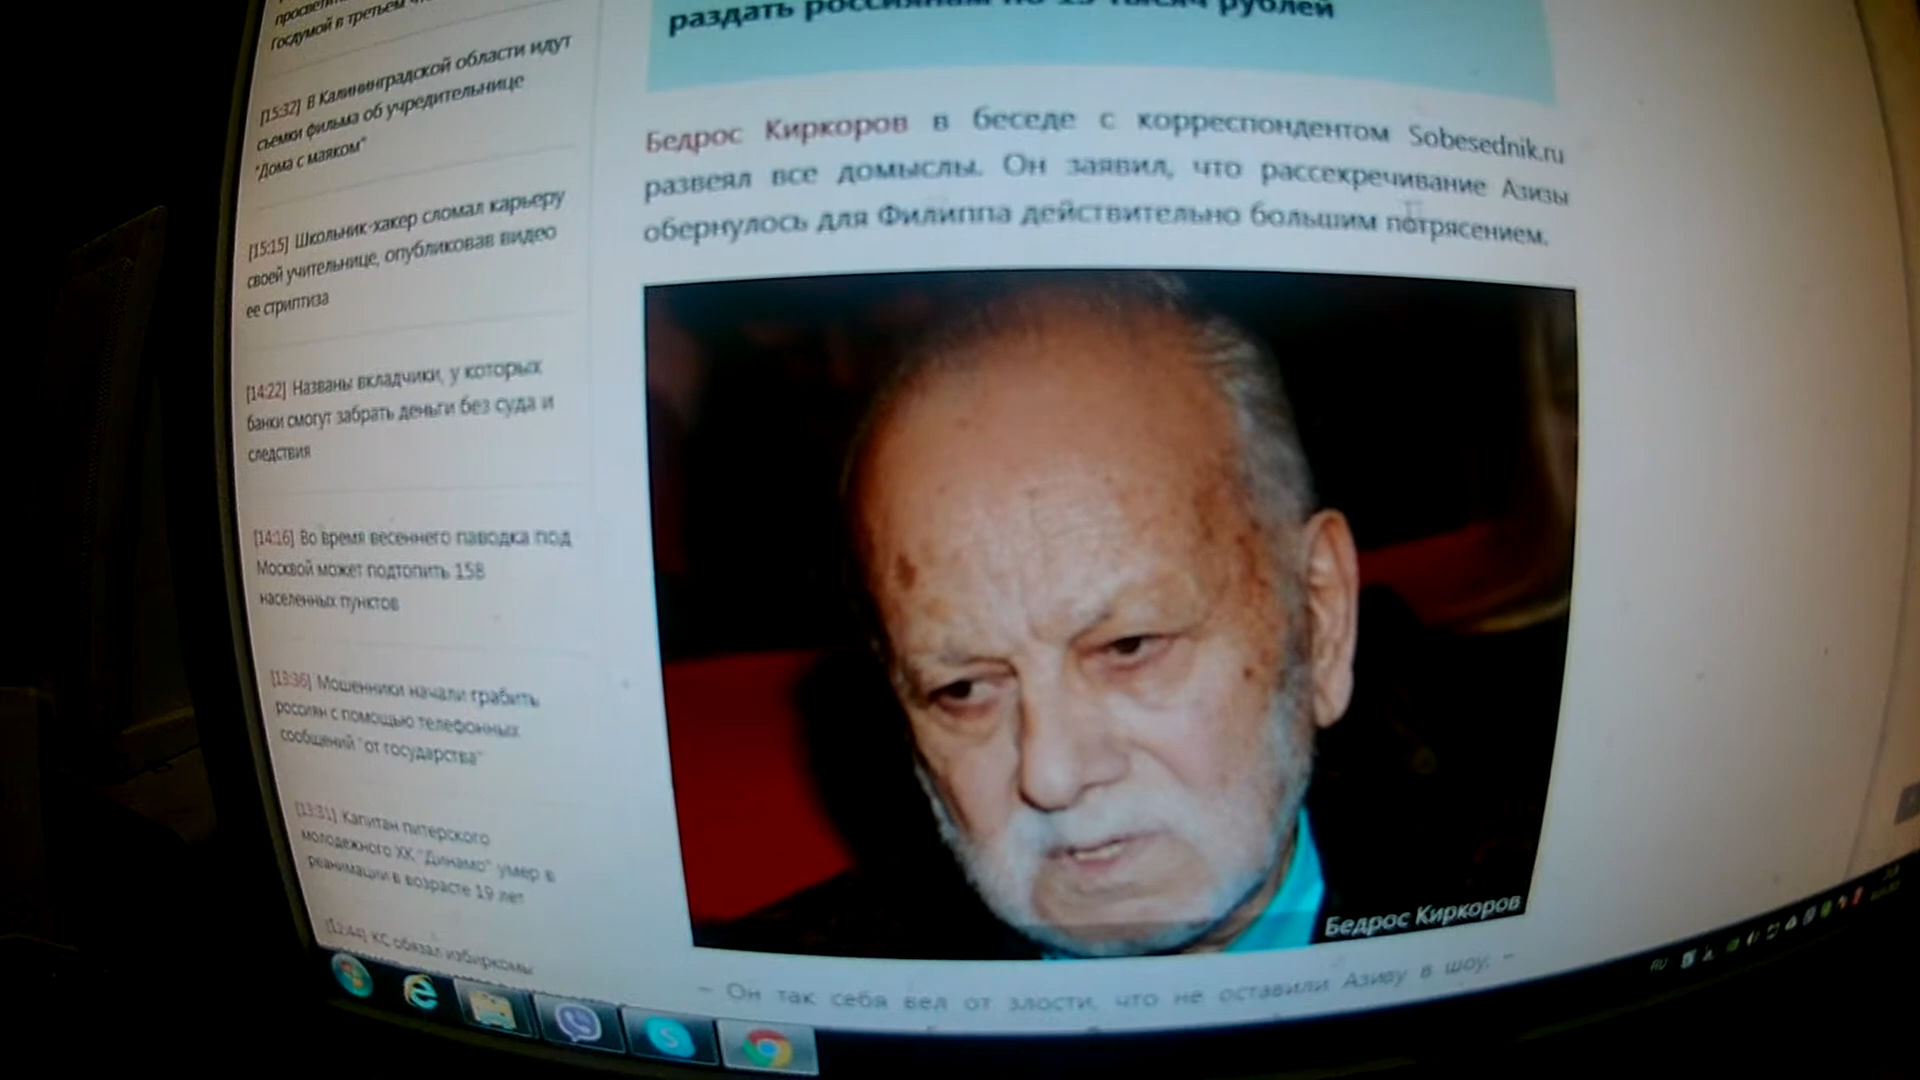 Госдумой в третьем
[15:32] В Калининградской области идут
съемки фильма об учредительнице
"Дома с маяком"
[15:15] Школьник-хакер сломал карьеру
своей учительнице, опубликовав видео
ее стриптиза
[14:22] Названы вкладчики, у которых
банки смогут забрать деньги без суда и
следствия
[14:16] Во время весеннего паводка под
Москвой может подтопить 158
населенных пунктов
[13:36] Мошенники начали грабить
россиян с помощью телефонных
сообщений "от государства"
[13:31] Капитан питерского
молодежного ХК "Динамо" умер в
реанимации в возрасте 19 лет
[12:44] КС обязал избиркомы
раздать россиянам по 15 тысяч рублей
Бедрос Киркоров в беседе с корреспондентом Sobesednik.ru
развеял все домыслы. Он заявил, что рассекречивание Азизы
обернулось для Филиппа действительно большим потрясением.
Бедрос Киркоров
– Он так себя вел от злости, что не оставили Азизу в шоу, –
RU